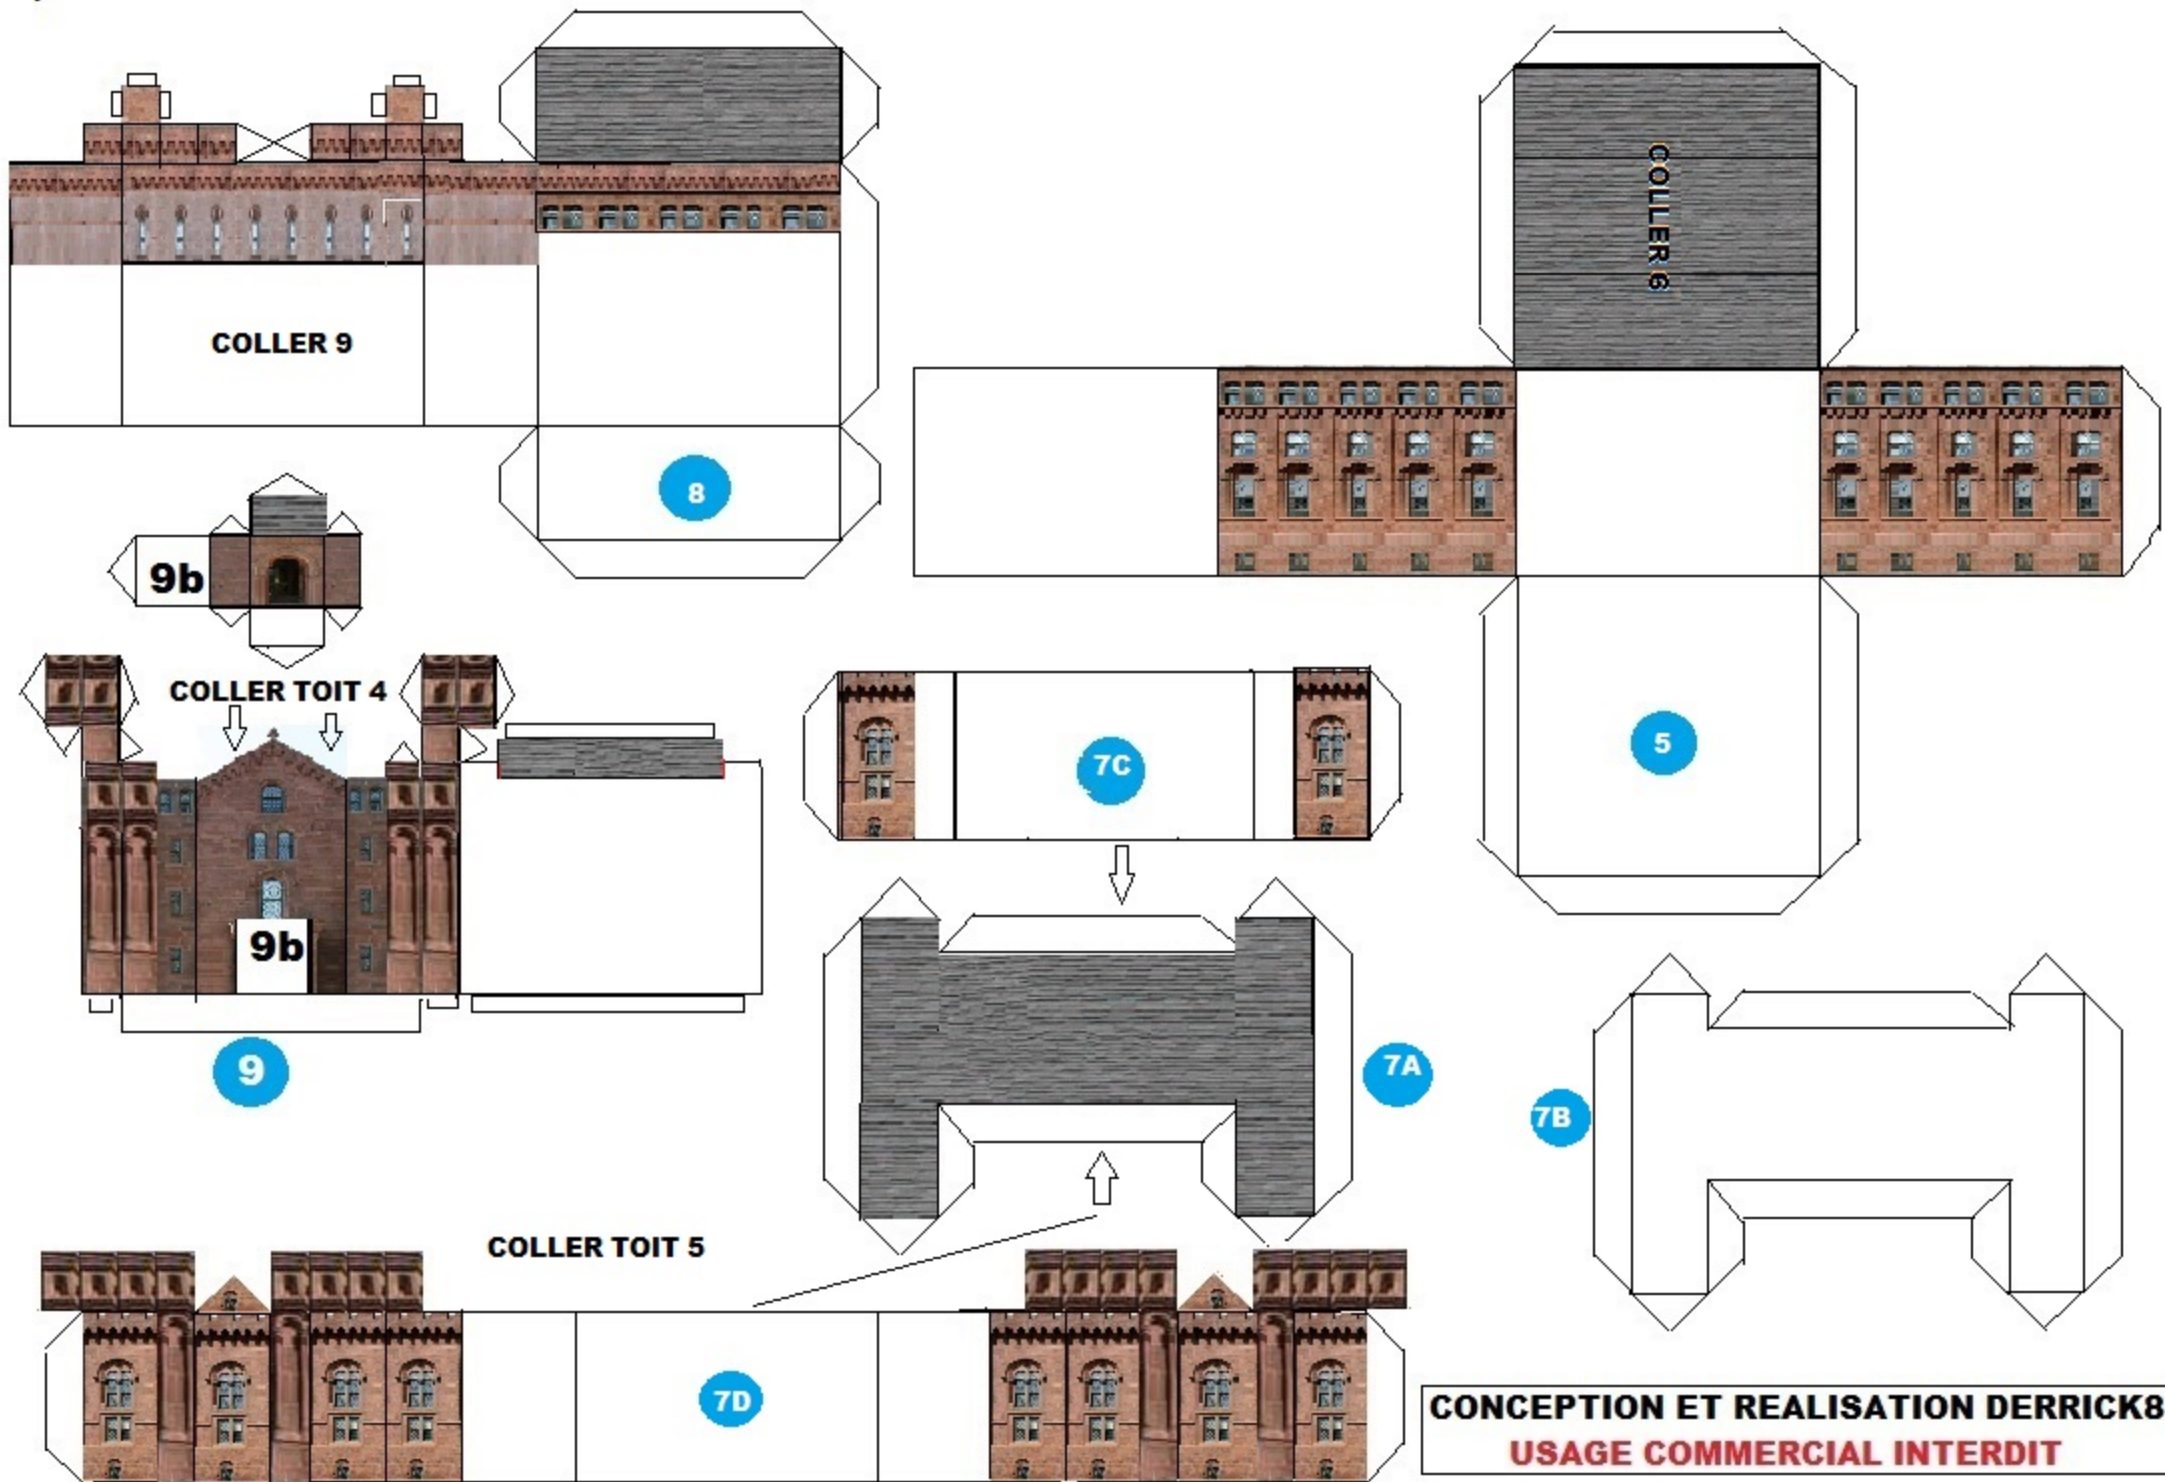 COLLER 6
COLLER 9
8
9b
COLLER TOIT 4
7C
5
9b
9
7A
7B
COLLER TOIT 5
7D
CONCEPTION ET REALISATION DERRICK8
USAGE COMMERCIAL INTERDIT